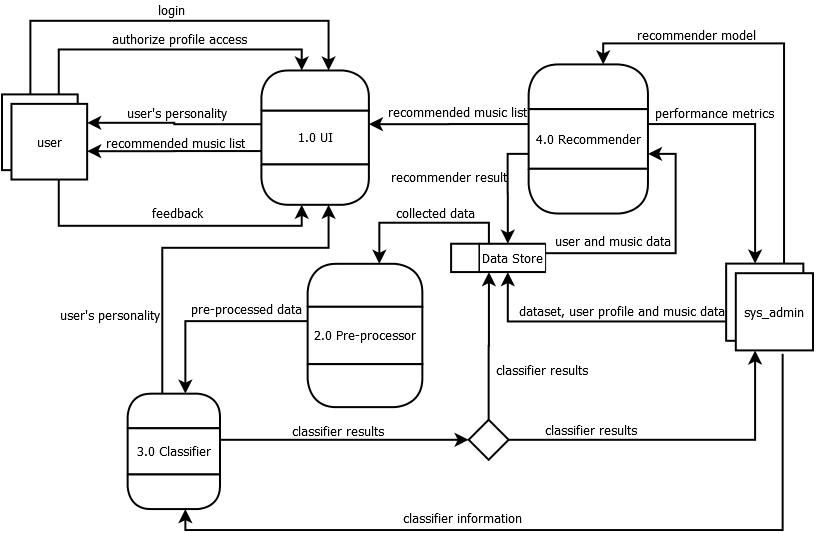 login
recommender model
authorize profile access
user's personality
recommended music list
performance metrics
user
1.0 UI
4.0 Recommender
recommended music list
recommender result
feedback
collected data
user and music data
Data Store
pre-processed data
dataset, user profile and music data
sys_admin
user's personality
2.0 Pre-processor
classifier results
classifier results
classifier results
3.0 Classifier
classifier information